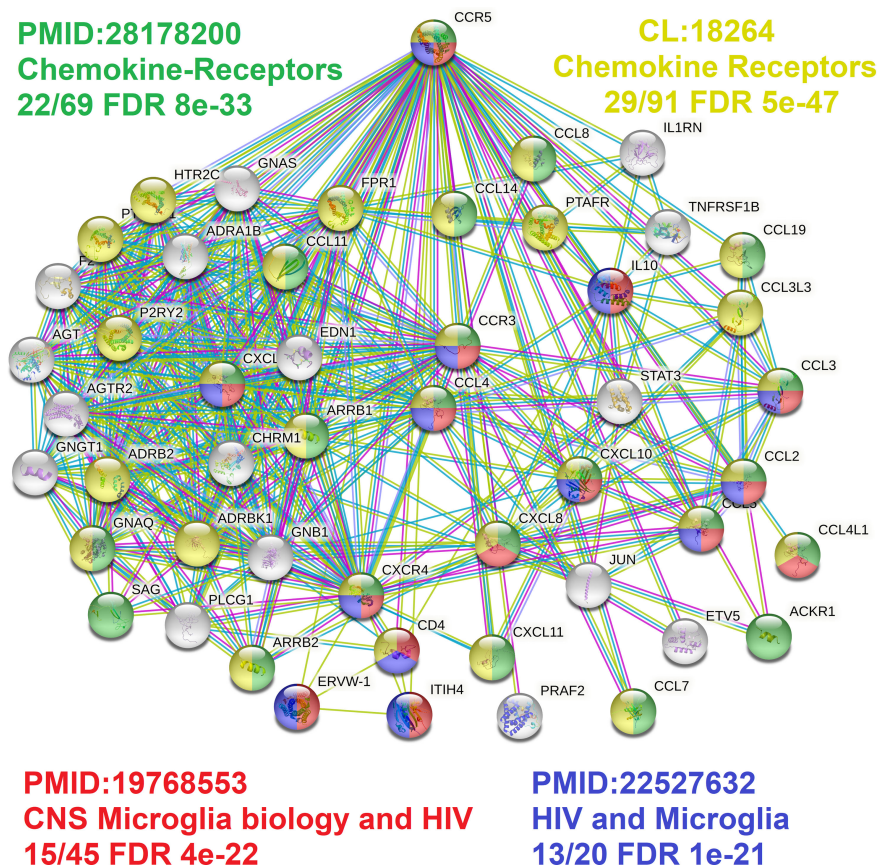 PMID:28178200
Chemokine-Receptors
22/69 FDR 8e-33
CL:18264
Chemokine Receptors
29/91 FDR 5e-47
CCR5
CCL8
IL1RN
HTR2C
GNAS
FPR1
CCL14
PTAFR
TNFRSF1B
ADRA1B
CCL11
CCL19
IL10
CCL3L3
P2RY2
AGT
EDN1
CCR3
CXCL
CCL4
STAT3
CCL3
AGTR2
ARRB1
CHRM1
GNGT1
ADRB2
CXCL10
CCL2
GNAQ
ADRBK1
GNB1
CXCL8
CCL4L1
CXCR4
JUN
SAG
PLCG1
ARRB2
CD4
CXCL11
ETV5
ACKR1
ERVW-1
ITIH4
PRAF2
CCL7
PMID:19768553
CNS Microglia biology and HIV
15/45 FDR 4e-22
PMID:22527632
HIV and Microglia
13/20 FDR 1e-21